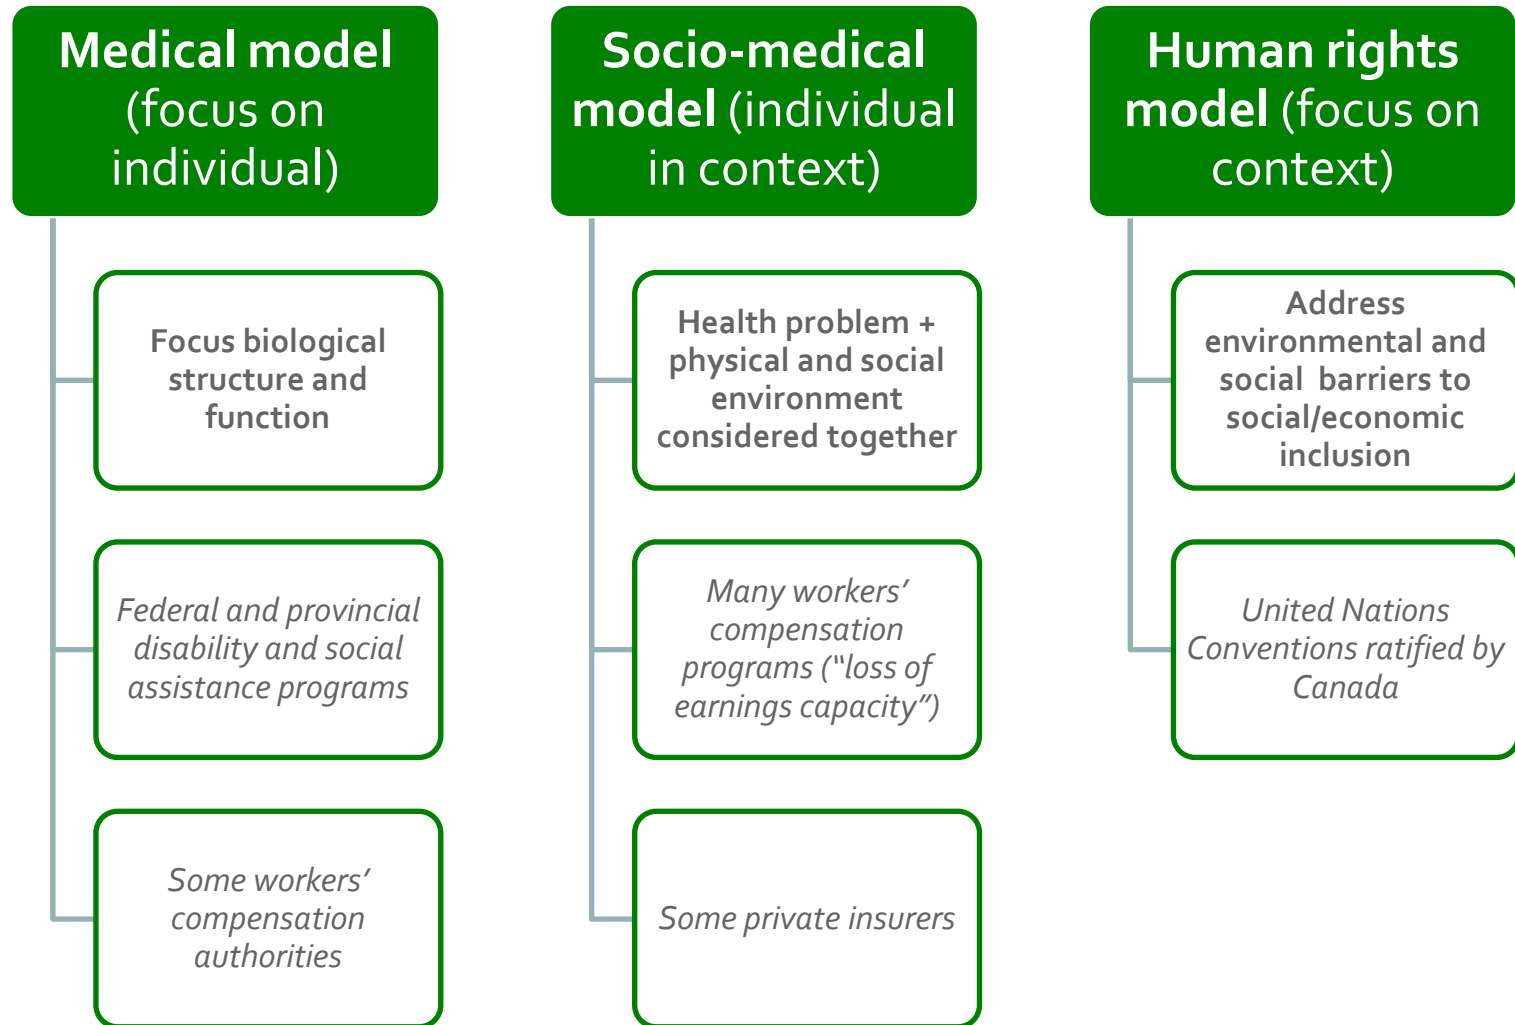 Medical model
(focus on
individual)
Focus biological
structure and
function
Federal and provincial
disability and social
assistance programs
Some workers’
compensation
authorities
Socio-medical
model (individual
in context)
Health problem +
physical and social
environment
considered together
Many workers’
compensation
programs (“loss of
earnings capacity”)
Some private insurers
Human rights
model (focus on
context)
Address
environmental and
social  barriers to
social/economic
inclusion
United Nations
Conventions ratified by
Canada